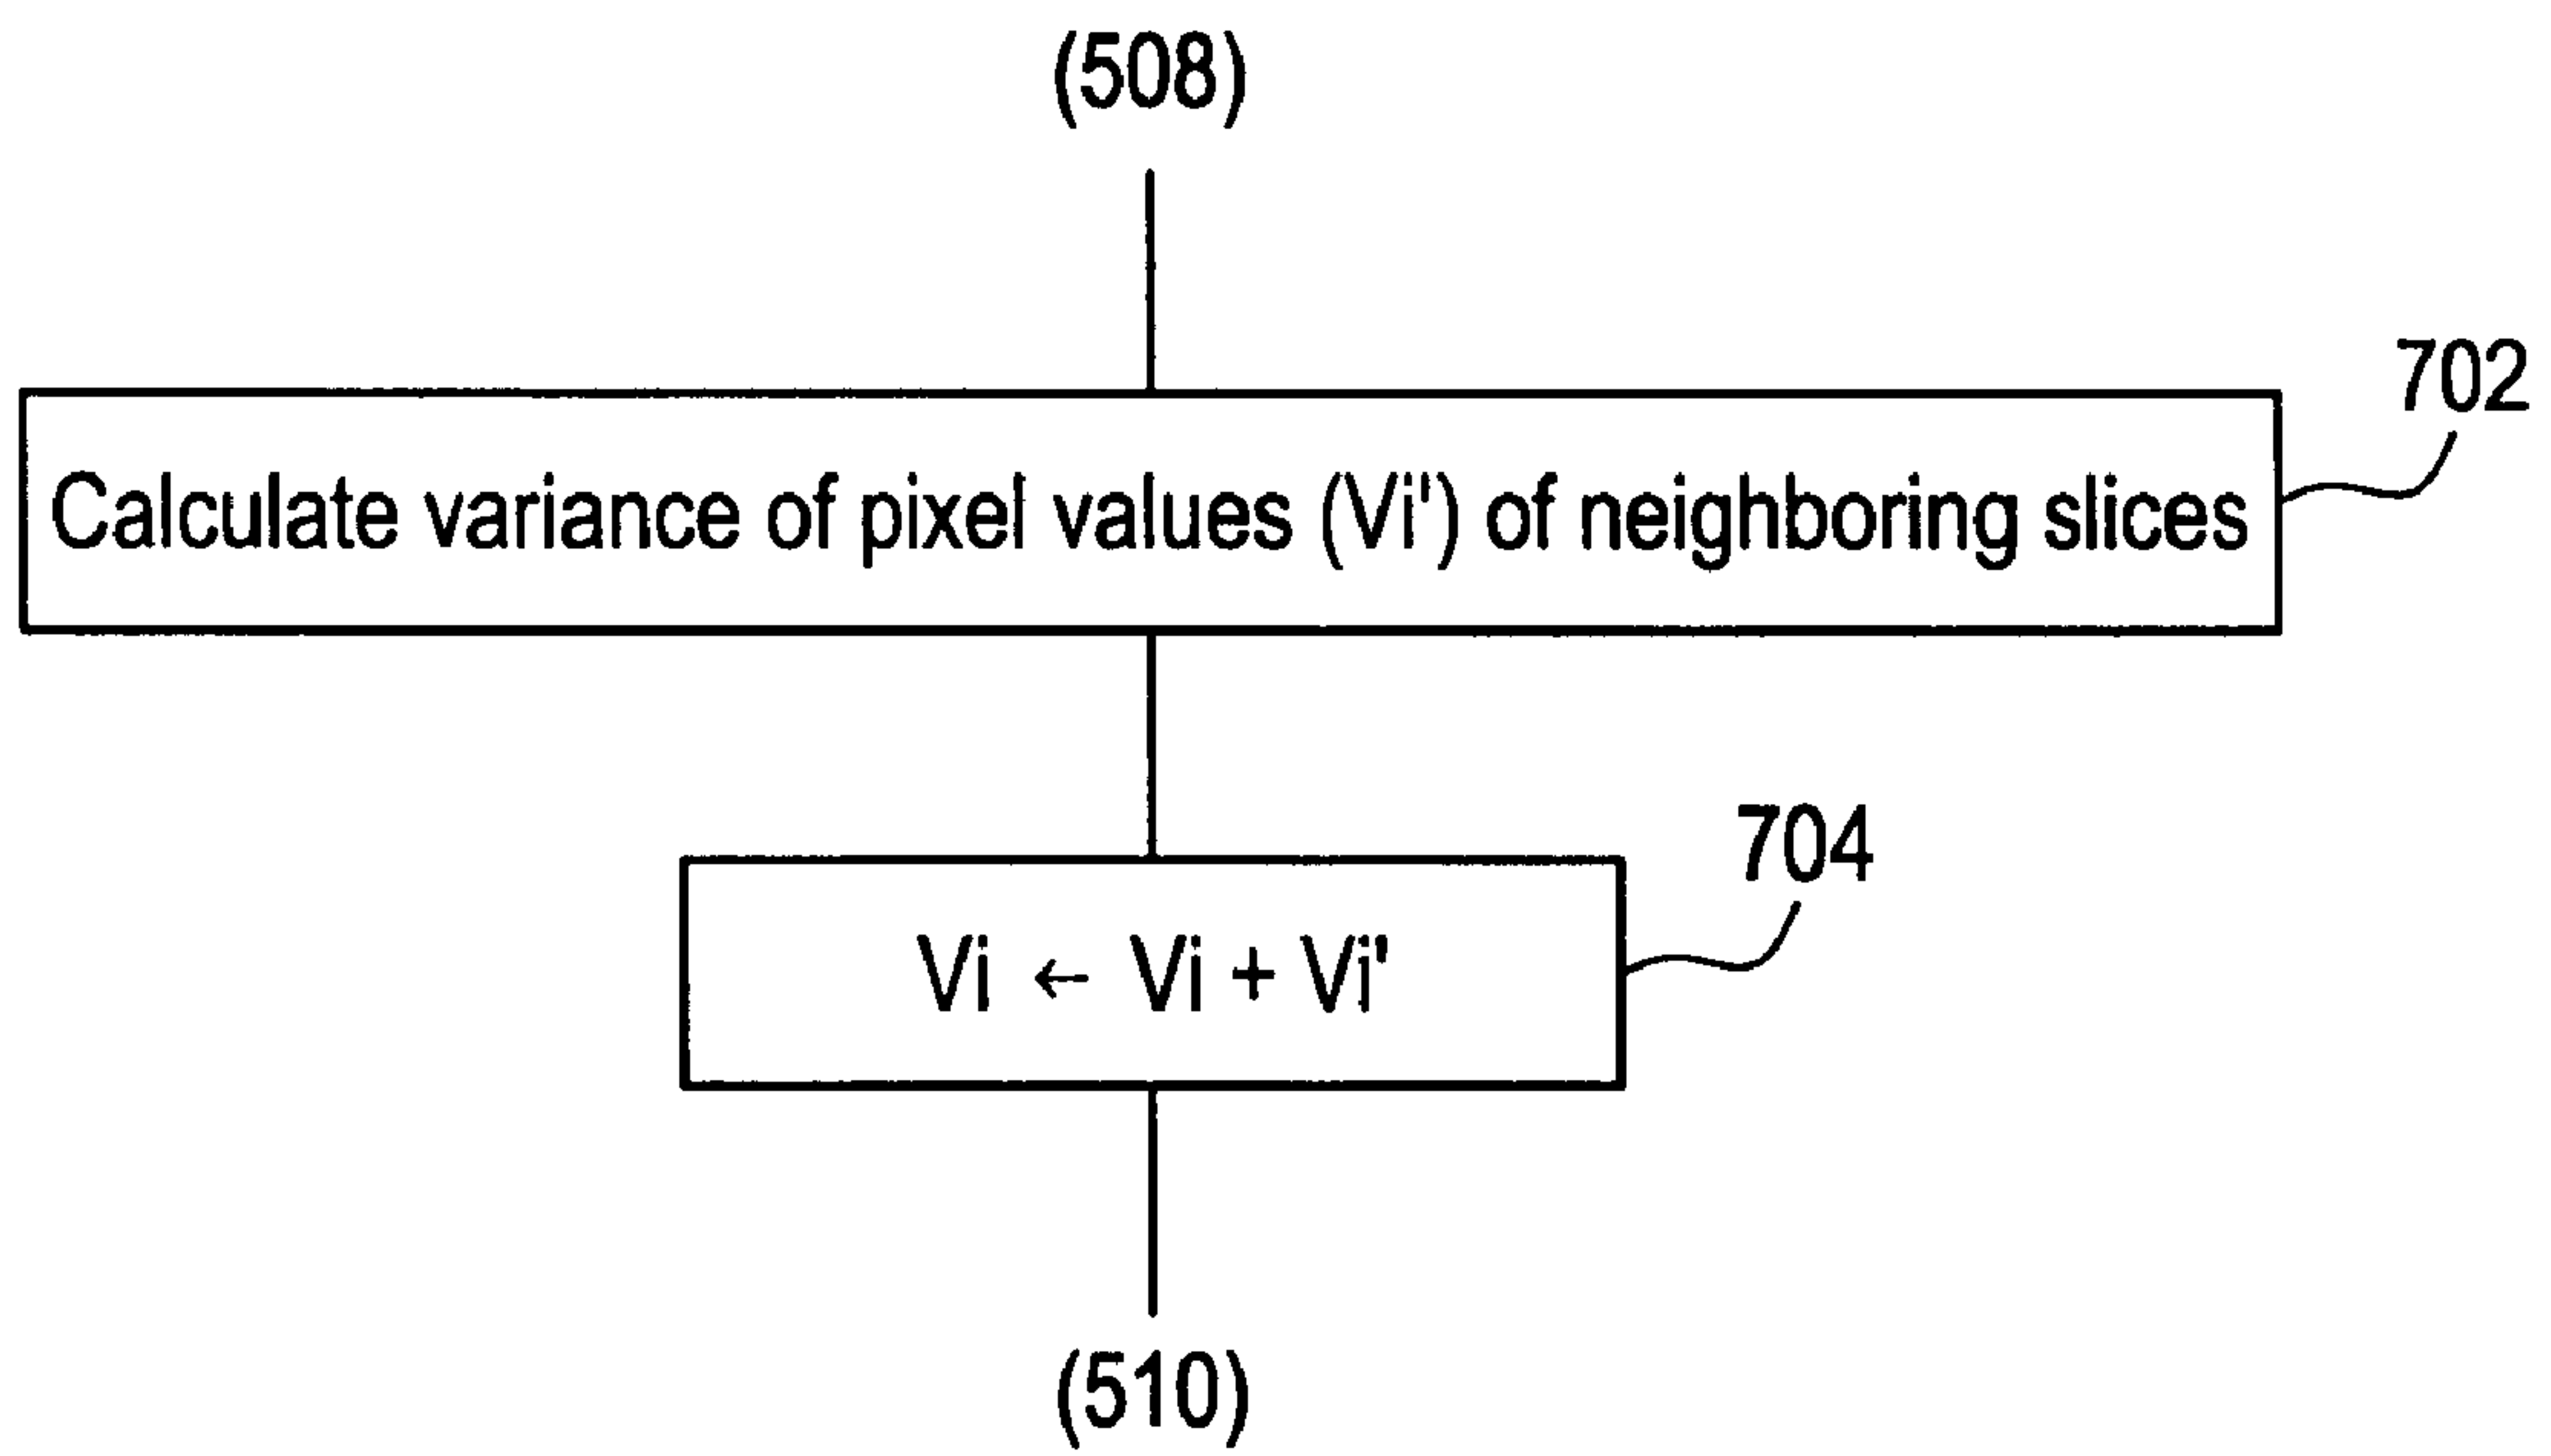 (508)
702
Calculate variance of pixel values (Vi') of neighboring slices
704
Vi ← Vi + Vi'
(510)